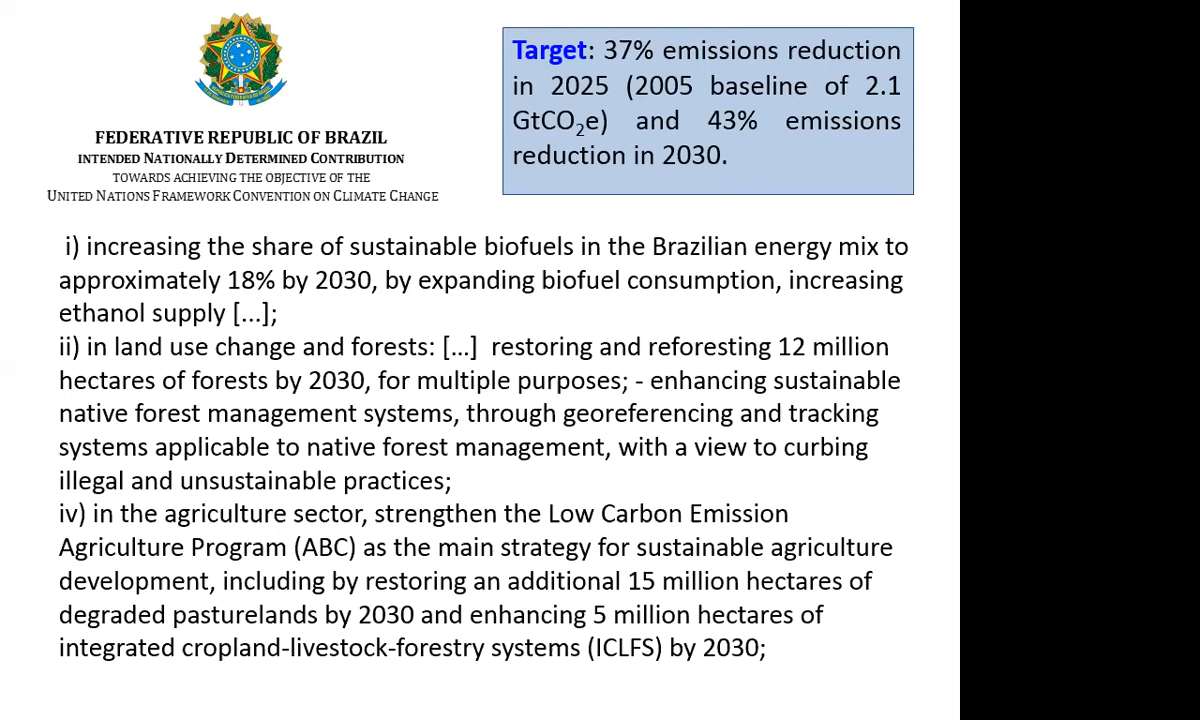 FEDERATIVE REPUBLIC OF BRAZIL
INTENDED NATIONALLY DETERMINED CONTRIBUTION
TOWARDS ACHIEVING THE OBJECTIVE OF THE
UNITED NATIONS FRAMEWORK CONVENTION ON CLIMATE CHANGE
Target: 37% emissions reduction
in 2025 (2005 baseline of 2.1
GtCO₂e) and 43% emissions
reduction in 2030.
i) increasing the share of sustainable biofuels in the Brazilian energy mix to
approximately 18% by 2030, by expanding biofuel consumption, increasing
ethanol supply [...];
ii) in land use change and forests: [...] restoring and reforesting 12 million
hectares of forests by 2030, for multiple purposes; - enhancing sustainable
native forest management systems, through georeferencing and tracking
systems applicable to native forest management, with a view to curbing
illegal and unsustainable practices;
iv) in the agriculture sector, strengthen the Low Carbon Emission
Agriculture Program (ABC) as the main strategy for sustainable agriculture
development, including by restoring an additional 15 million hectares of
degraded pasturelands by 2030 and enhancing 5 million hectares of
integrated cropland-livestock-forestry systems (ICLFS) by 2030;